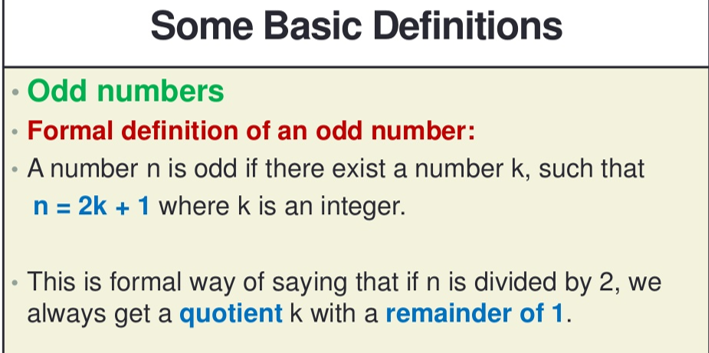 Some Basic Definitions
• Odd numbers
• Formal definition of an odd number:
• A number n is odd if there exist a number k, such that
n = 2k + 1 where k is an integer.
• This is formal way of saying that if n is divided by 2, we
always get a quotient k with a remainder of 1.